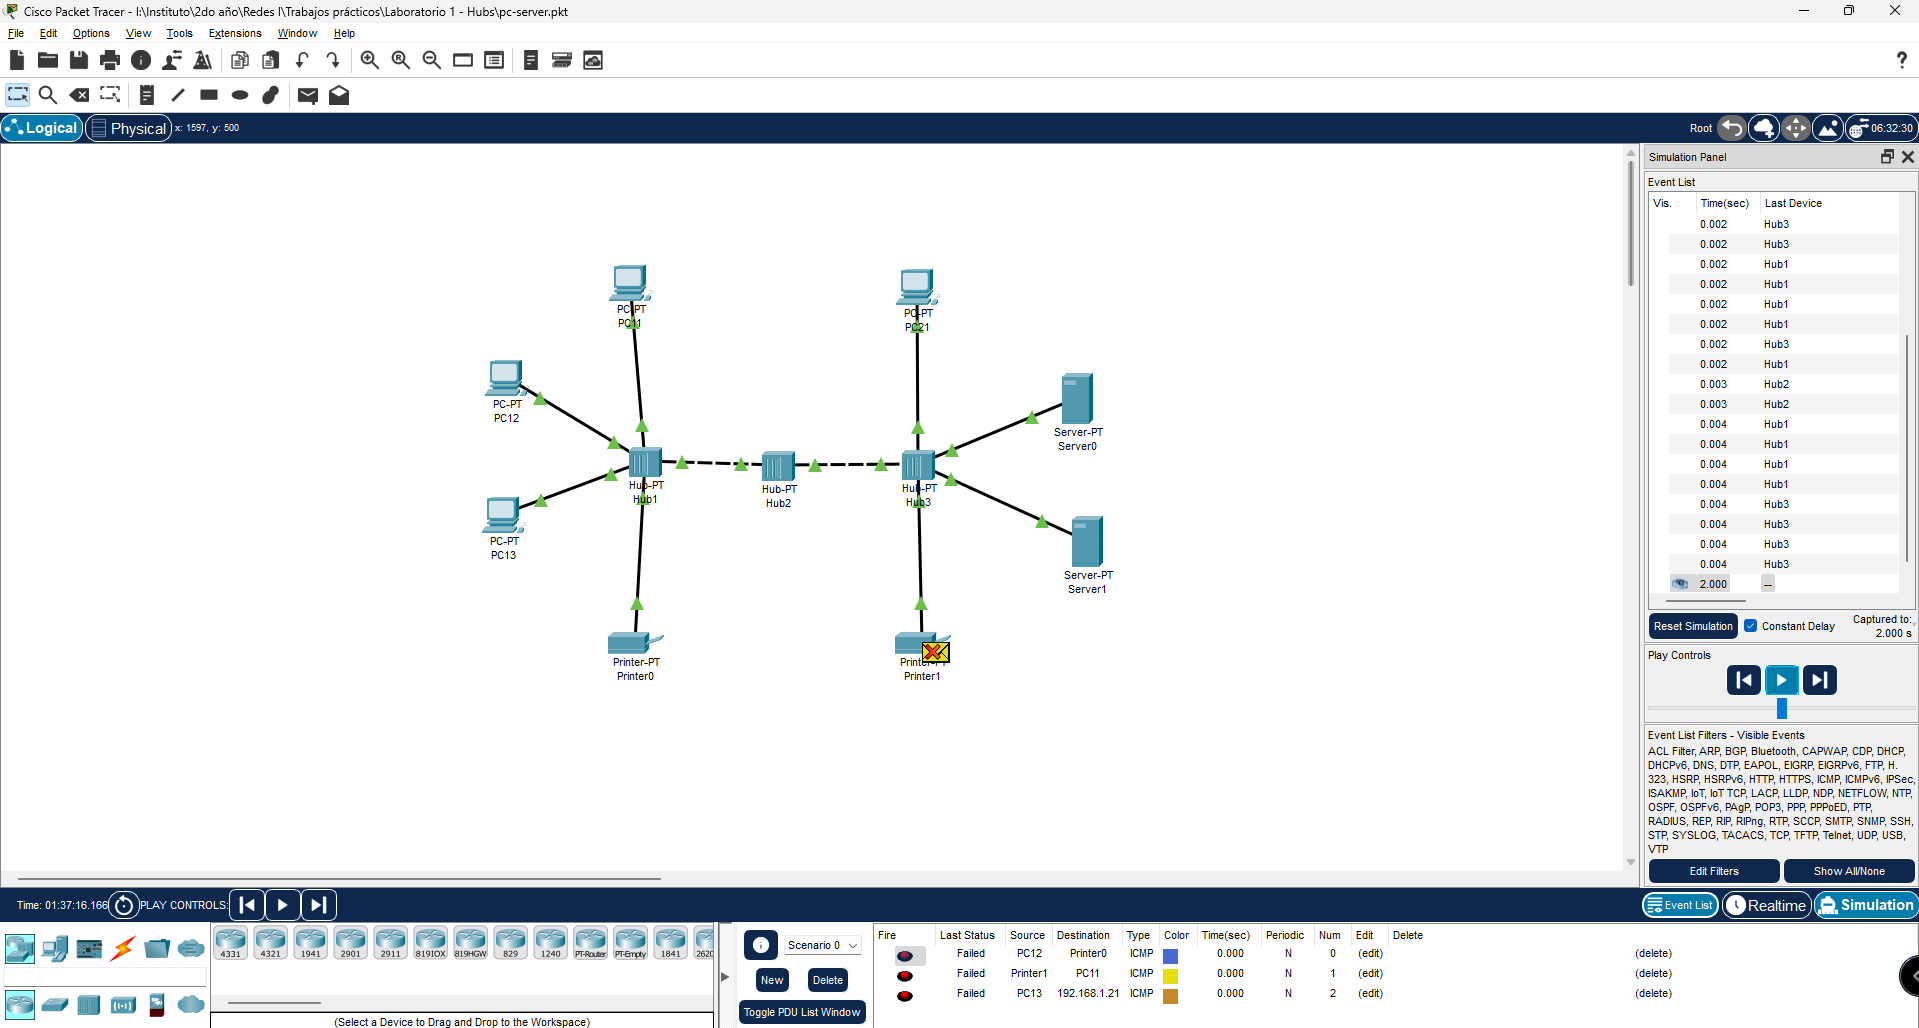 Cisco Packet Tracer - I:\Instituto\2do año\Redes I\Trabajos prácticos\Laboratorio 1 - Hubs\pc-server.pkt
File Edit Options View Tools Extensions Window Help
Logical Physical x: 1597, y: 500
Root 06:32:30
Simulation Panel
Event List
Vis. Time(sec) Last Device
0.002 Hub3
0.002 Hub3
0.002 Hub1
0.002 Hub1
0.002 Hub1
0.002 Hub1
0.002 Hub3
0.002 Hub1
0.003 Hub2
0.003 Hub2
0.004 Hub1
0.004 Hub1
0.004 Hub1
0.004 Hub1
0.004 Hub3
0.004 Hub3
0.004 Hub3
0.004 Hub3
2.000 --
Reset Simulation Constant Delay Captured to:
2.000 s
Play Controls
Event List Filters - Visible Events
ACL Filter, ARP, BGP, Bluetooth, CAPWAP, CDP, DHCP,
DHCPv6, DNS, DTP, EAPOL, EIGRP, EIGRPv6, FTP, H.
323, HSRP, HSRPv6, HTTP, HTTPS, ICMP, ICMPv6, IPSec,
ISAKMP, IoT, IoT TCP, LACP, LLDP, NDP, NETFLOW, NTP,
OSPF, OSPFv6, PAgP, POP3, PPP, PPPoED, PTP,
RADIUS, REP, RIP, RIPng, RTP, SCCP, SMTP, SNMP, SSH,
STP, SYSLOG, TACACS, TCP, TFTP, Telnet, UDP, USB,
VTP
Edit Filters Show All/None
PC-PT
PC11
PC-PT
PC21
PC-PT
PC12
Server-PT
Server0
Hub-PT
Hub1
Hub-PT
Hub2
Hub-PT
Hub3
PC-PT
PC13
Server-PT
Server1
Printer-PT
Printer0
Printer-PT
Printer1
Time: 01:37:16.166 PLAY CONTROLS:
Event List Realtime Simulation
4331 4321 1941 2901 2911 819IOX 819HGW 829 1240 PT-Router PT-Empty 1841 2620
(Select a Device to Drag and Drop to the Workspace)
Scenario 0
New Delete
Toggle PDU List Window
Fire Last Status Source Destination Type Color Time(sec) Periodic Num Edit Delete
Failed PC12 Printer0 ICMP 0.000 N 0 (edit) (delete)
Failed Printer1 PC11 ICMP 0.000 N 1 (edit) (delete)
Failed PC13 192.168.1.21 ICMP 0.000 N 2 (edit) (delete)